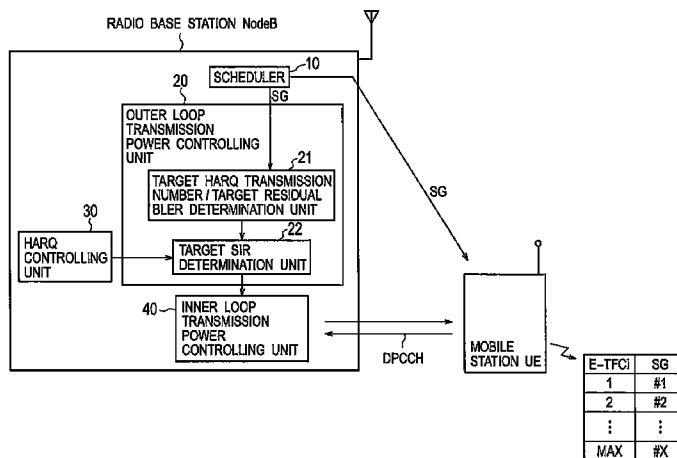 RADIO BASE STATION NodeB
10
SCHEDULER
SG
20
OUTER LOOP
TRANSMISSION
POWER CONTROLLING
UNIT
21
TARGET HARQ TRANSMISSION
NUMBER/TARGET RESIDUAL
BLER DETERMINATION UNIT
SG
30
HARQ
CONTROLLING
UNIT
22
TARGET SIR
DETERMINATION UNIT
40
INNER LOOP
TRANSMISSION
POWER
CONTROLLING UNIT
DPCCH
MOBILE
STATION UE
E-TFCI SG
1 #1
2 #2
⋮ ⋮
MAX #X